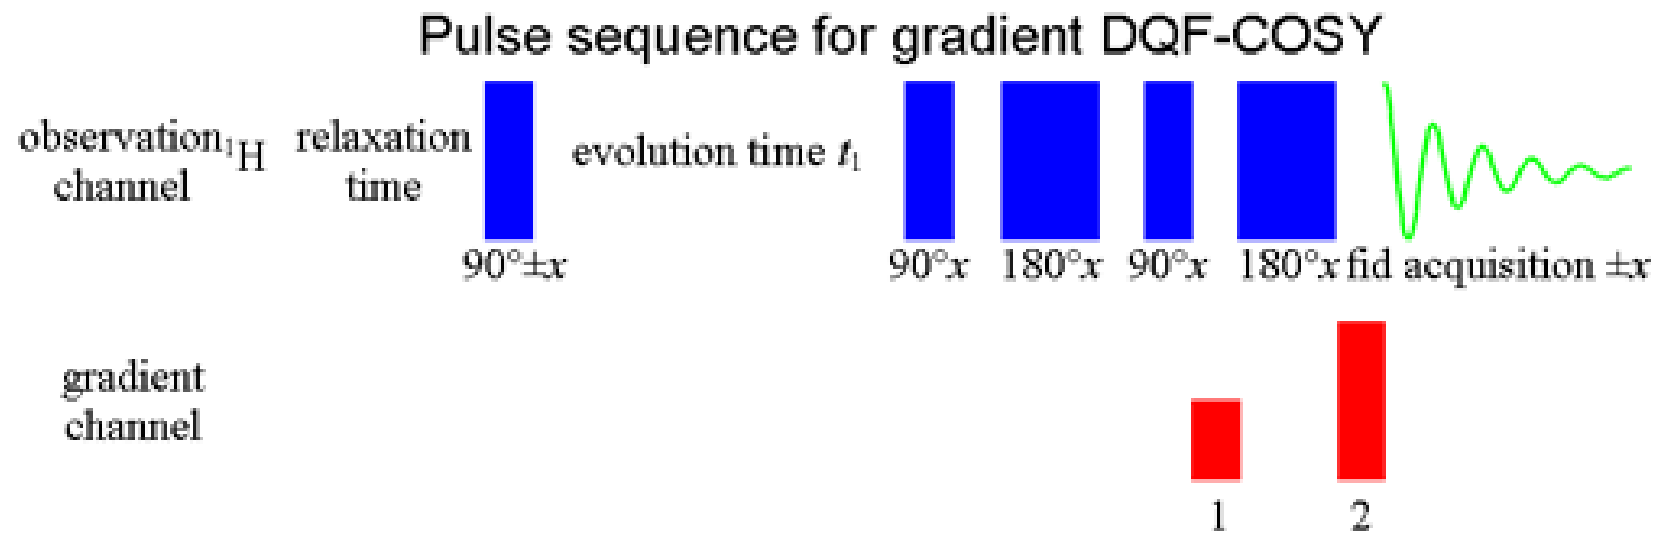 Pulse sequence for gradient DQF-COSY
observation ¹H relaxation evolution time t₁
channel time
90°±x 90°x 180°x 90°x 180°x fid acquisition ±x
gradient
channel
1 2